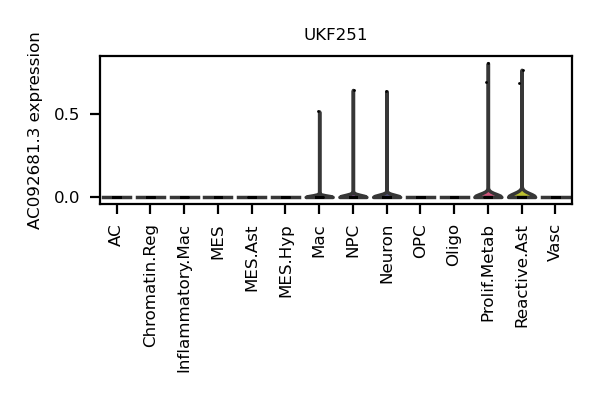 UKF251
AC092681.3 expression
0.5
0.0
AC
Chromatin.Reg
Inflammatory.Mac
MES
MES.Ast
MES.Hyp
Mac
NPC
Neuron
OPC
Oligo
Prolif.Metab
Reactive.Ast
Vasc